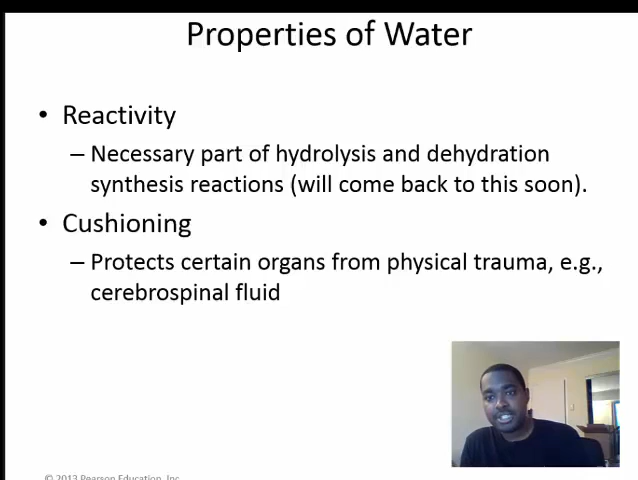 Properties of Water
• Reactivity
– Necessary part of hydrolysis and dehydration
synthesis reactions (will come back to this soon).
• Cushioning
– Protects certain organs from physical trauma, e.g.,
cerebrospinal fluid
© 2013 Pearson Education, Inc.